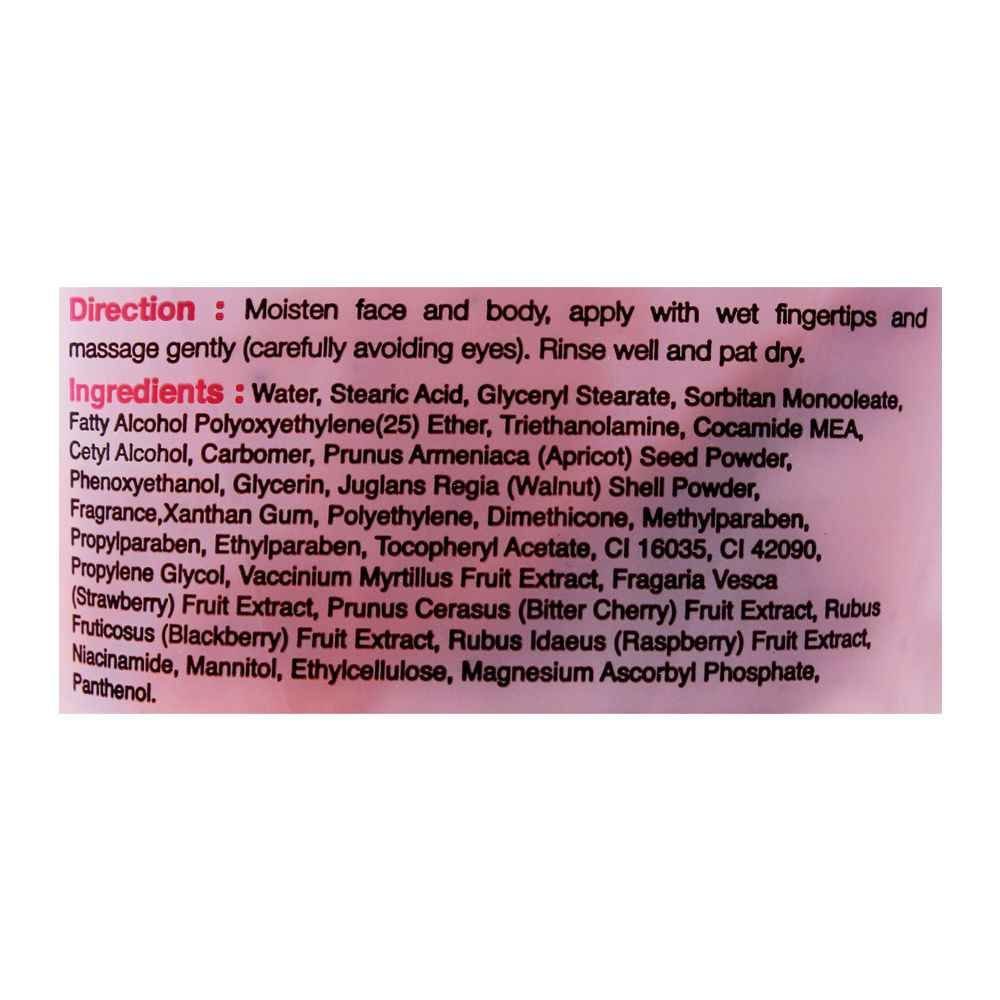 Direction : Moisten face and body, apply with wet fingertips and
massage gently (carefully avoiding eyes). Rinse well and pat dry.
Ingredients : Water, Stearic Acid, Glyceryl Stearate, Sorbitan Monooleate,
Fatty Alcohol Polyoxyethylene(25) Ether, Triethanolamine, Cocamide MEA,
Cetyl Alcohol, Carbomer, Prunus Armeniaca (Apricot) Seed Powder,
Phenoxyethanol, Glycerin, Juglans Regia (Walnut) Shell Powder,
Fragrance,Xanthan Gum, Polyethylene, Dimethicone, Methylparaben,
Propylparaben, Ethylparaben, Tocopheryl Acetate, CI 16035, CI 42090,
Propylene Glycol, Vaccinium Myrtillus Fruit Extract, Fragaria Vesca
(Strawberry) Fruit Extract, Prunus Cerasus (Bitter Cherry) Fruit Extract, Rubus
Fruticosus (Blackberry) Fruit Extract, Rubus Idaeus (Raspberry) Fruit Extract,
Niacinamide, Mannitol, Ethylcellulose, Magnesium Ascorbyl Phosphate,
Panthenol.